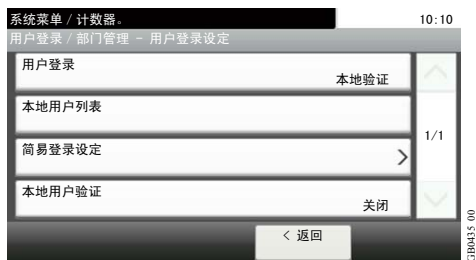 系统菜单 / 计数器。
10:10
用户登录 / 部门管理 - 用户登录设定
用户登录
本地验证
本地用户列表
1/1
简易登录设定
本地用户验证
关闭
< 返回
GB0435_00